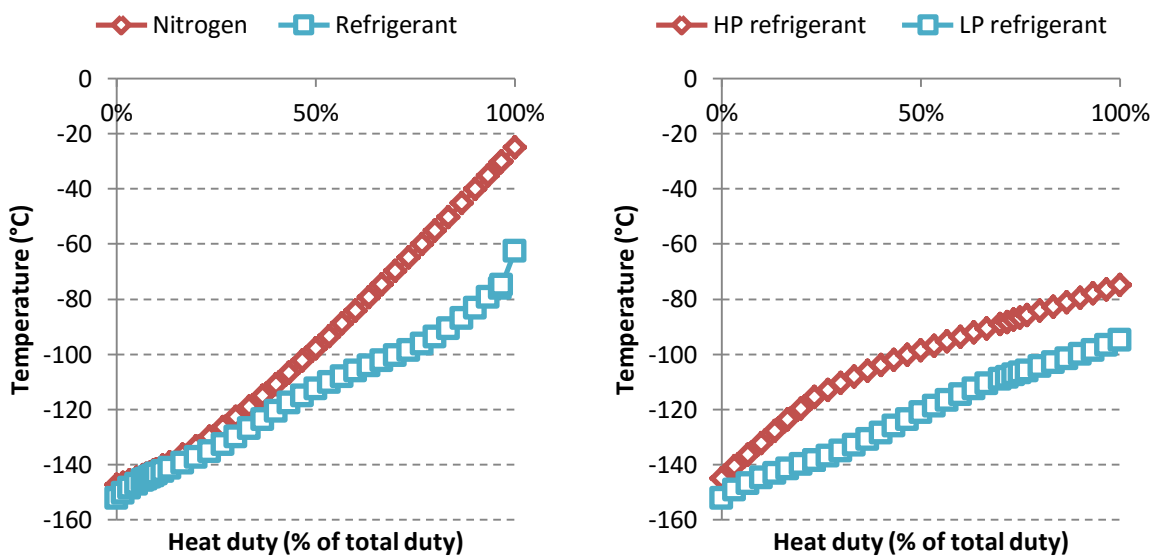 Nitrogen Refrigerant
0
0% 50% 100%
-20
-40
-60
-80
-100
-120
-140
-160
Temperature (°C)
Heat duty (% of total duty)
HP refrigerant LP refrigerant
0
0% 50% 100%
-20
-40
-60
-80
-100
-120
-140
-160
Temperature (°C)
Heat duty (% of total duty)